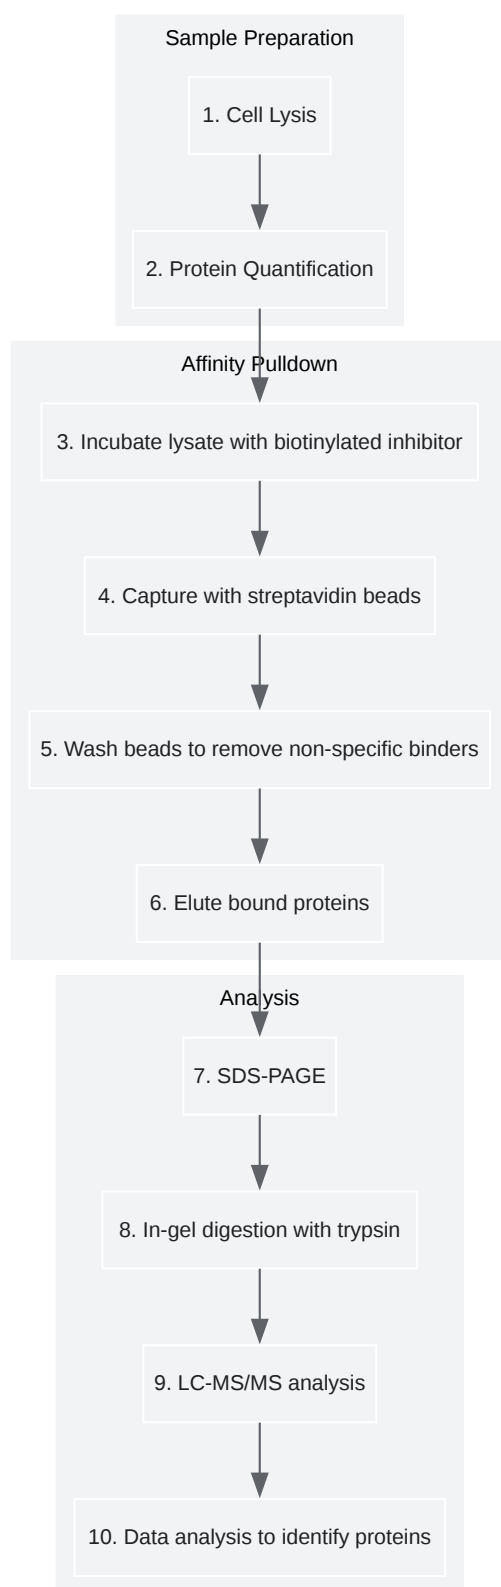 Sample Preparation
1. Cell Lysis
2. Protein Quantification
Affinity Pulldown
3. Incubate lysate with biotinylated inhibitor
4. Capture with streptavidin beads
5. Wash beads to remove non-specific binders
6. Elute bound proteins
Analysis
7. SDS-PAGE
8. In-gel digestion with trypsin
9. LC-MS/MS analysis
10. Data analysis to identify proteins